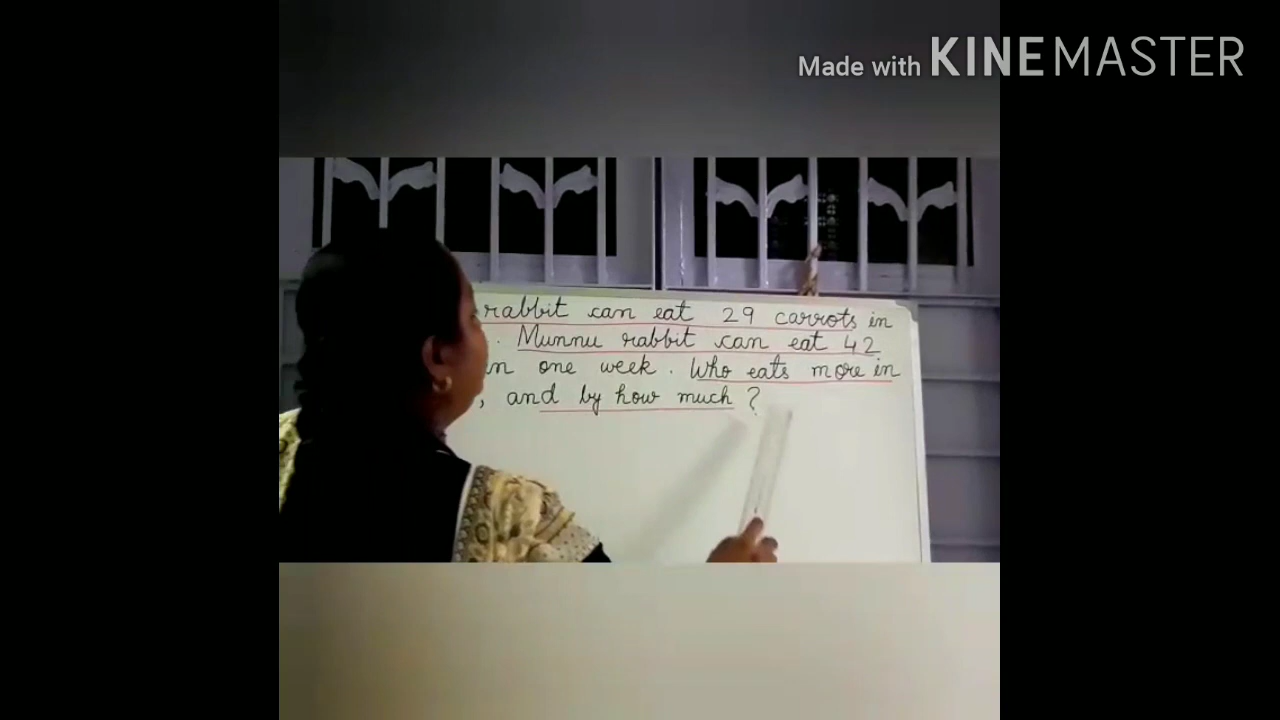 Made with KINEMASTER
rabbit can eat 29 carrots in
. Munnu rabbit can eat 42
in one week. Who eats more in
, and by how much?